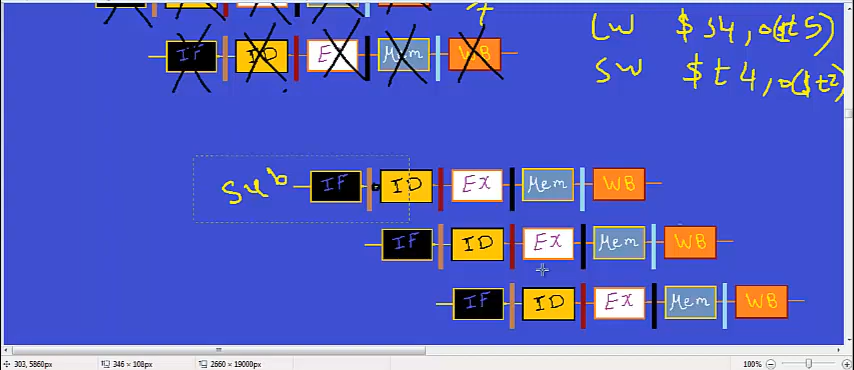 LW $s4,0($t5)
IF ID Ex Mem WB
SW $t4,0($t2)
Sub IF ID Ex Mem WB
IF ID Ex Mem WB
IF ID Ex Mem WB
303, 5860px 346 × 108px 2660 × 19000px 100%